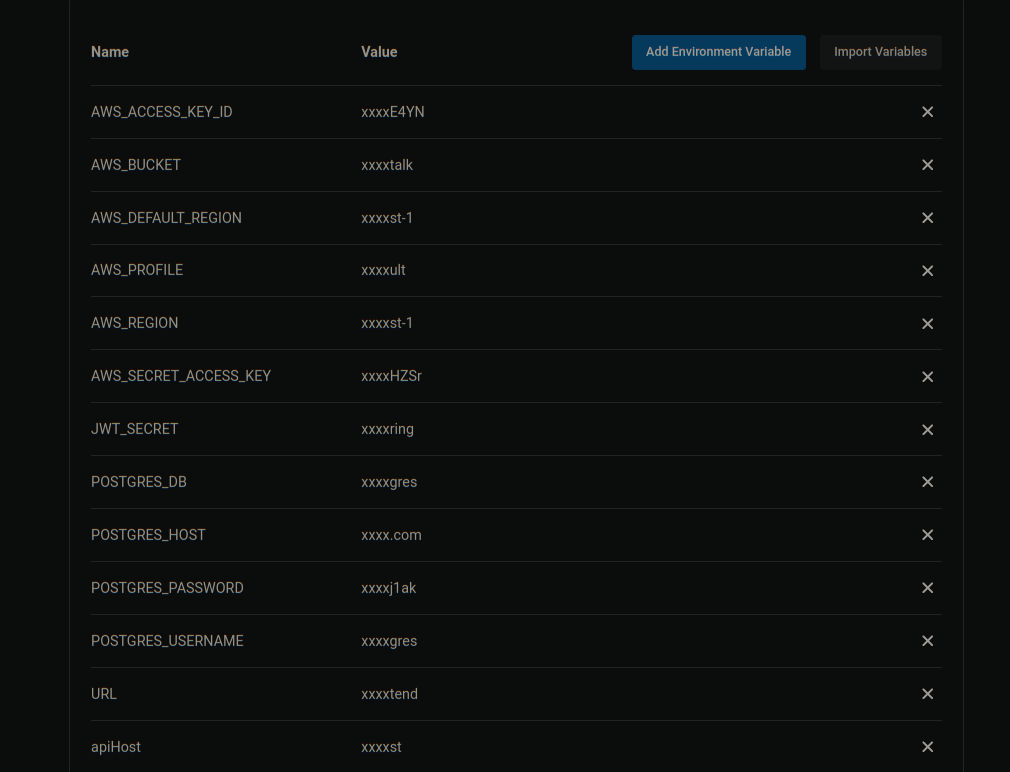 Name Value Add Environment Variable Import Variables
AWS_ACCESS_KEY_ID xxxxE4YN
AWS_BUCKET xxxxtalk
AWS_DEFAULT_REGION xxxxst-1
AWS_PROFILE xxxxult
AWS_REGION xxxxst-1
AWS_SECRET_ACCESS_KEY xxxxHZSr
JWT_SECRET xxxxring
POSTGRES_DB xxxxgres
POSTGRES_HOST xxxx.com
POSTGRES_PASSWORD xxxxj1ak
POSTGRES_USERNAME xxxxgres
URL xxxxtend
apiHost xxxxst